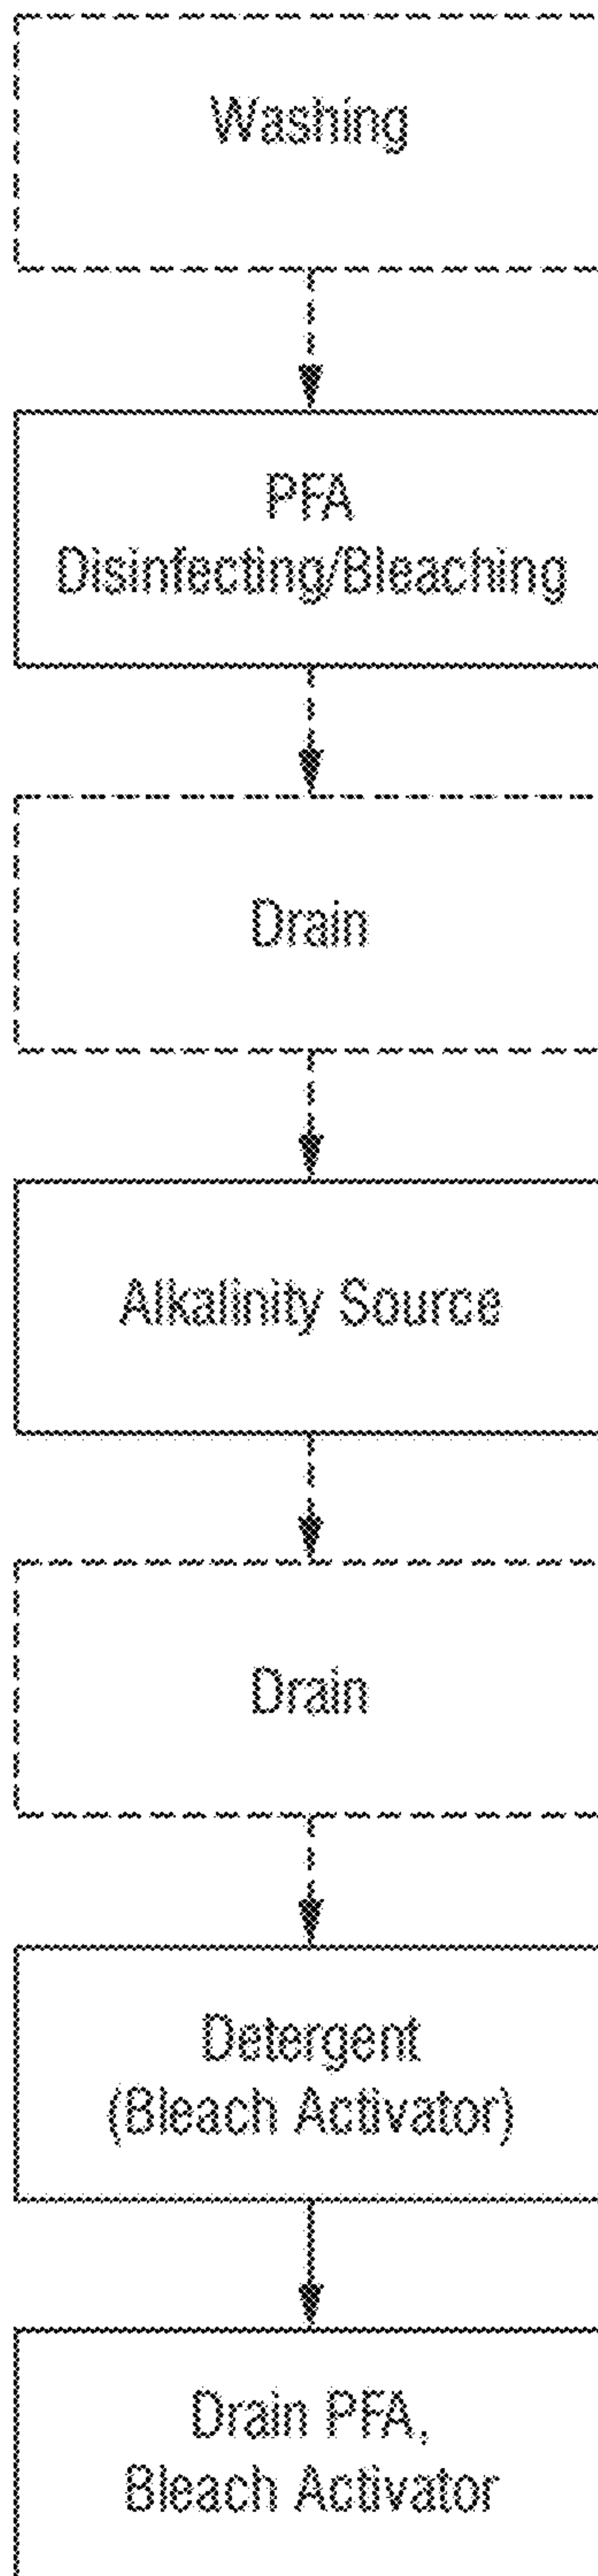 Washing
PFA
Disinfecting/Bleaching
Drain
Alkalinity Source
Drain
Detergent
(Bleach Activator)
Drain PFA,
Bleach Activator